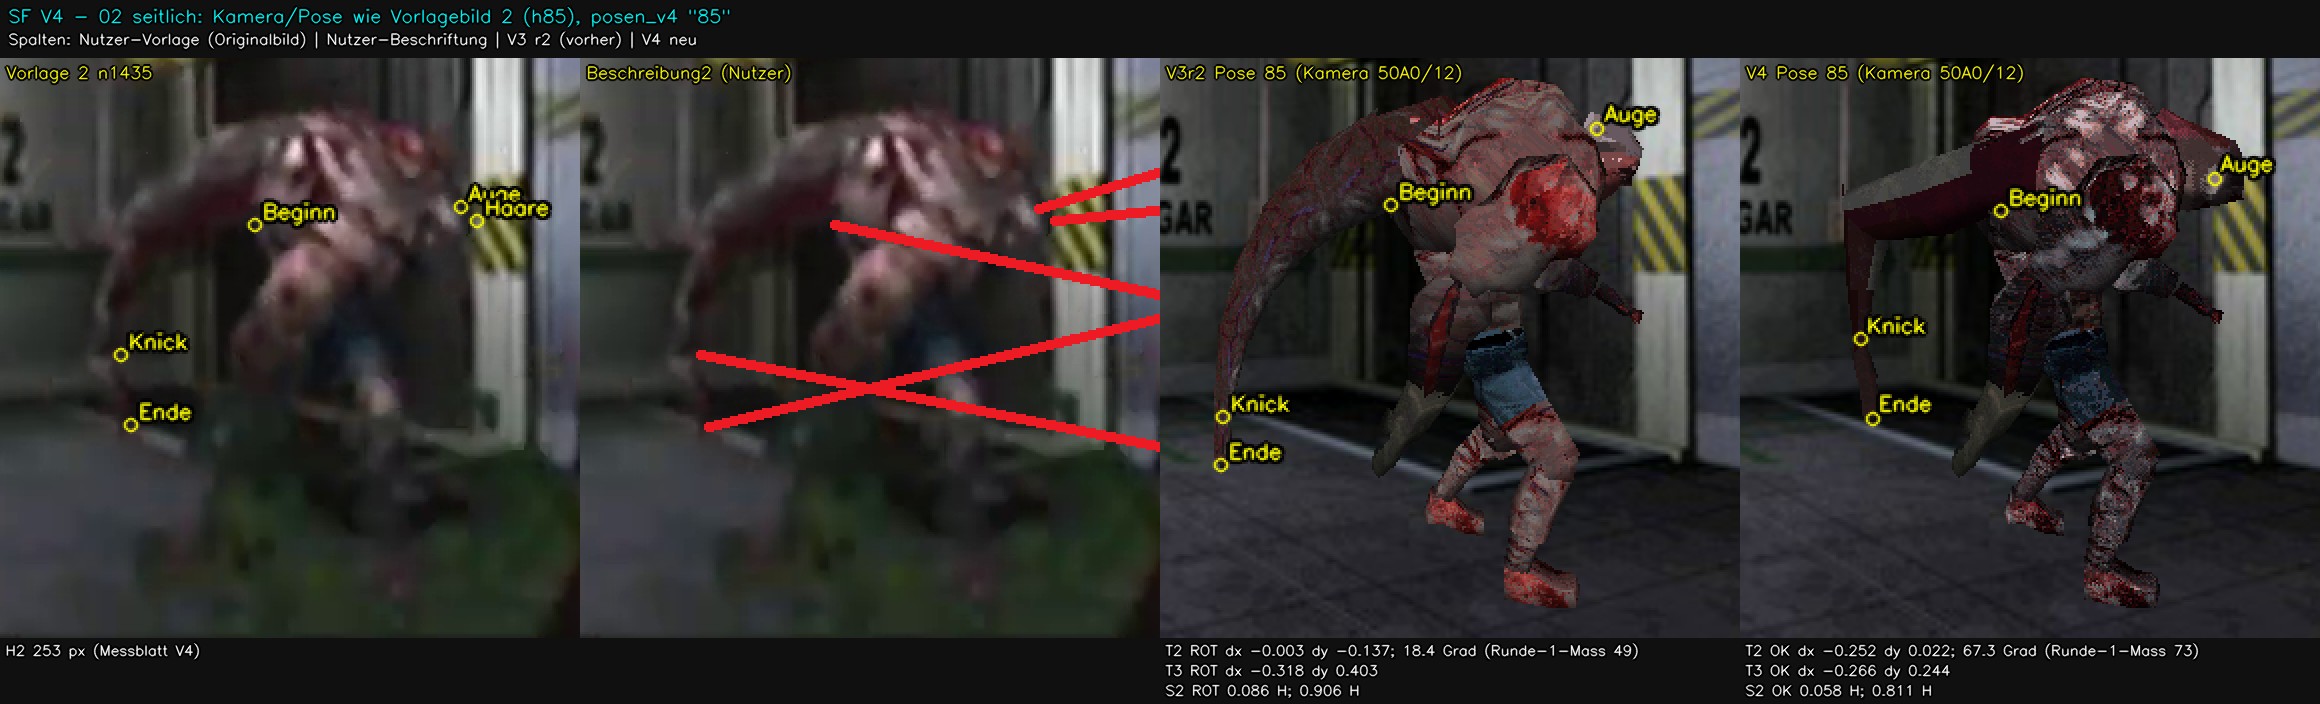 SF V4 – 02 seitlich: Kamera/Pose wie Vorlagebild 2 (h85), posen_v4 "85"
Spalten: Nutzer-Vorlage (Originalbild) | Nutzer-Beschriftung | V3 r2 (vorher) | V4 neu
Vorlage 2 n1435
Beschreibung2 (Nutzer)
V3r2 Pose 85 (Kamera 50A0/12)
V4 Pose 85 (Kamera 50A0/12)
Auge
Haare
Beginn
Knick
Ende
Auge
Beginn
Knick
Ende
GAR
Auge
Beginn
Knick
Ende
GAR
H2 253 px (Messblatt V4)
T2 ROT dx -0.003 dy -0.137; 18.4 Grad (Runde-1-Mass 49)
T3 ROT dx -0.318 dy 0.403
S2 ROT 0.086 H; 0.906 H
T2 OK dx -0.252 dy 0.022; 67.3 Grad (Runde-1-Mass 73)
T3 OK dx -0.266 dy 0.244
S2 OK 0.058 H; 0.811 H